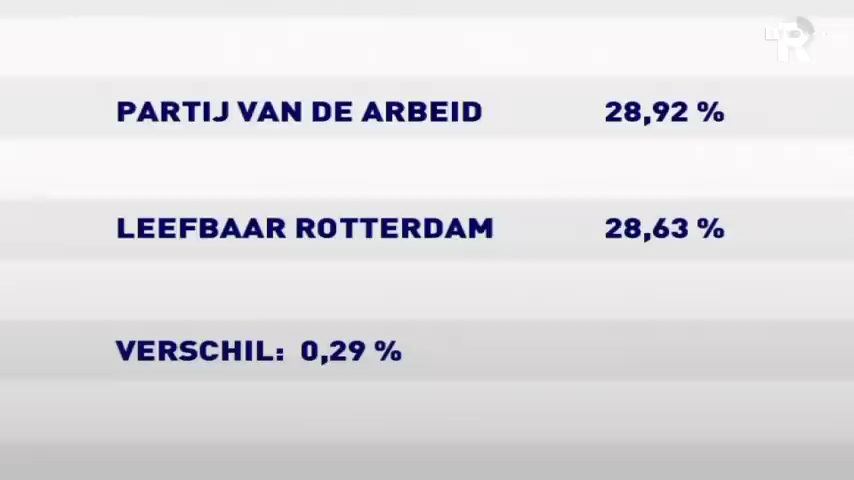 PARTIJ VAN DE ARBEID 28,92 %
LEEFBAAR ROTTERDAM 28,63 %
VERSCHIL: 0,29 %